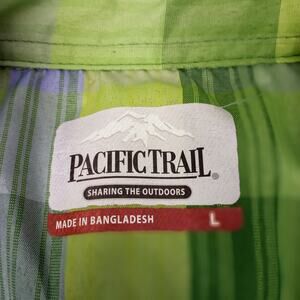 PACIFIC TRAIL®
SHARING THE OUTDOORS
MADE IN BANGLADESH L